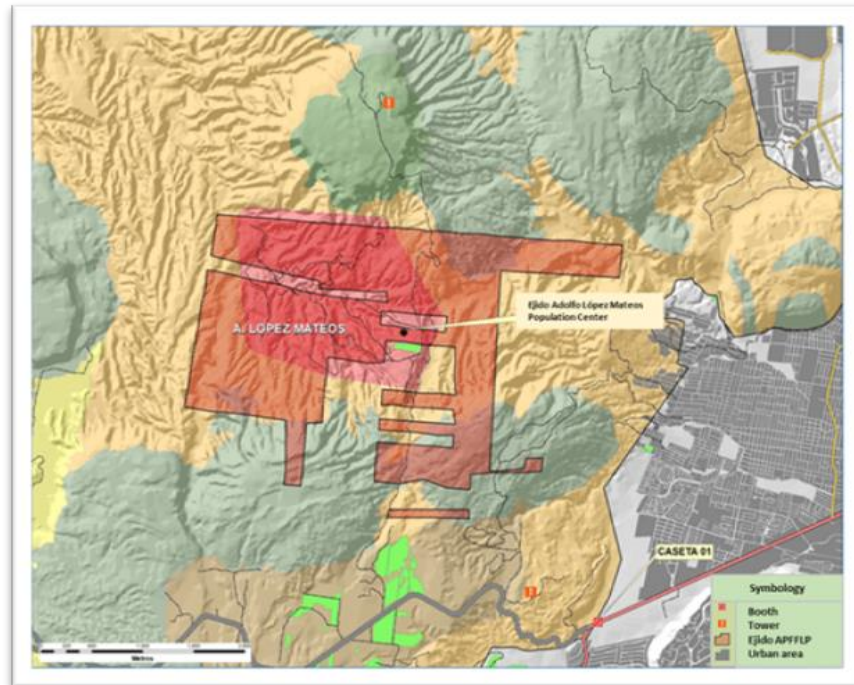 Ejido Adolfo López Mateos
Population Center
A. LÓPEZ MATEOS
CASETA 01
Symbology
Booth
Tower
Ejido APFFLP
Urban area
Metros